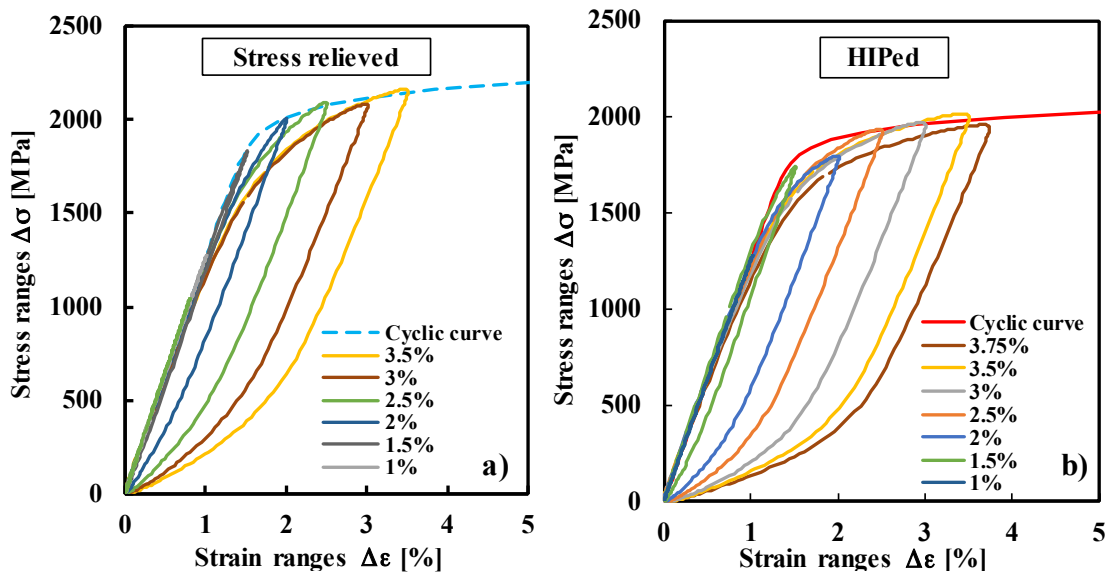 Stress relieved
Stress ranges Δσ [MPa]
2500
2000
1500
1000
500
0
Cyclic curve
3.5%
3%
2.5%
2%
1.5%
1%
a)
0 1 2 3 4 5
Strain ranges Δε [%]
HIPed
Stress ranges Δσ [MPa]
2500
2000
1500
1000
500
0
Cyclic curve
3.75%
3.5%
3%
2.5%
2%
1.5%
1%
b)
0 1 2 3 4 5
Strain ranges Δε [%]